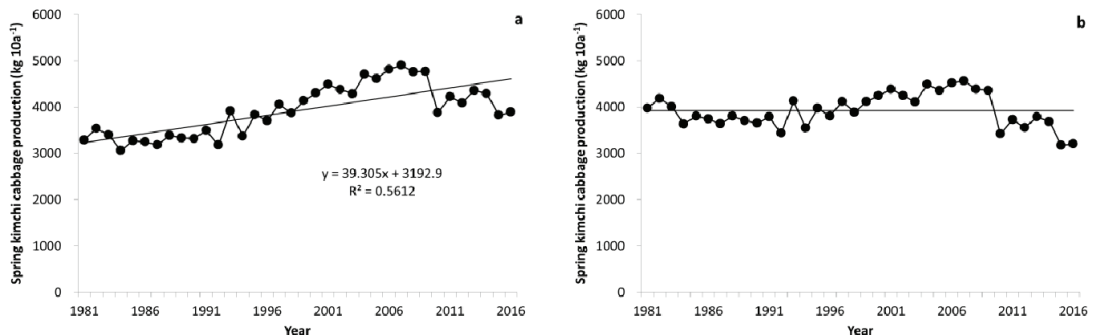 a
Spring kimchi cabbage production (kg 10a⁻¹)
6000
5000
4000
3000
2000
1000
0
y = 39.305x + 3192.9
R² = 0.5612
1981 1986 1991 1996 2001 2006 2011 2016
Year
b
Spring kimchi cabbage production (kg 10a⁻¹)
6000
5000
4000
3000
2000
1000
0
1981 1986 1991 1996 2001 2006 2011 2016
Year